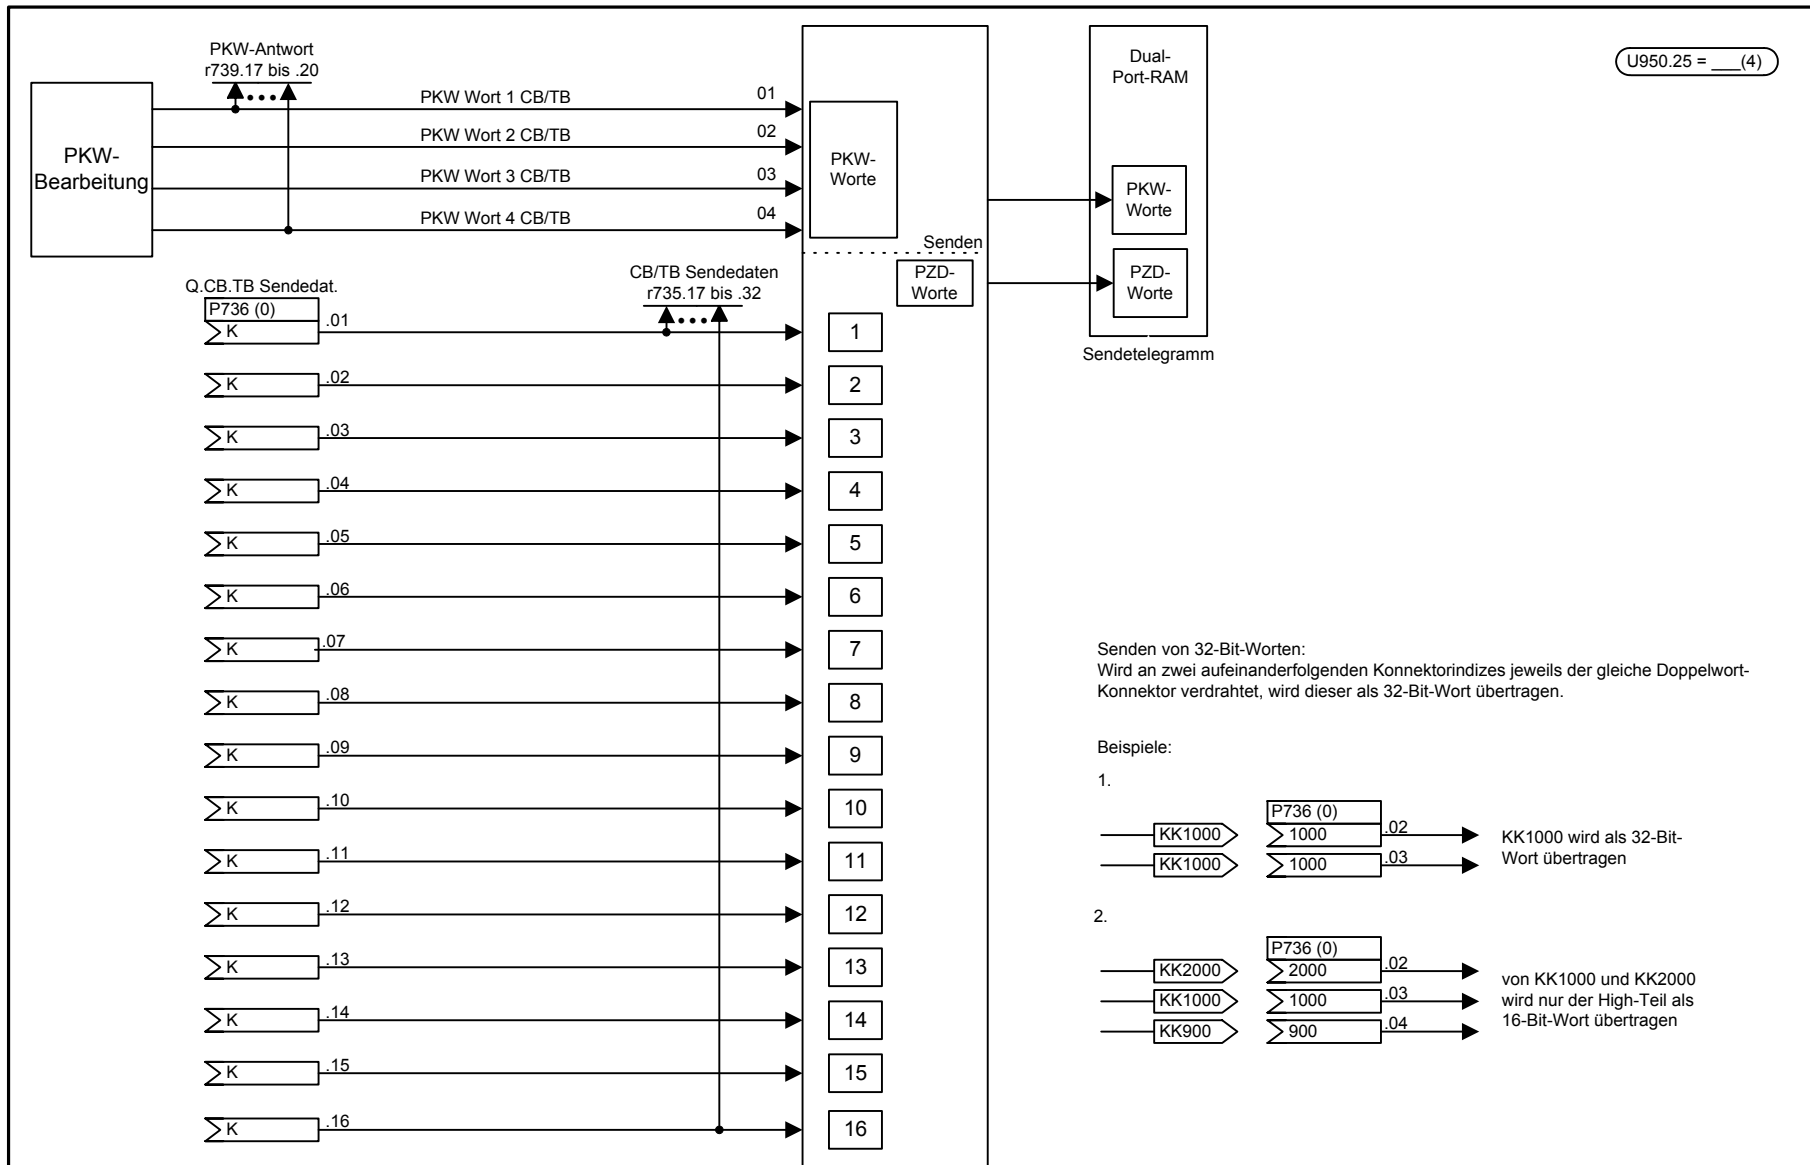 PKW-Antwort
r739.17 bis .20
PKW-
Bearbeitung
PKW Wort 1 CB/TB
01
PKW Wort 2 CB/TB
02
PKW Wort 3 CB/TB
03
PKW Wort 4 CB/TB
04
PKW-
Worte
Senden
PZD-
Worte
Dual-
Port-RAM
PKW-
Worte
PZD-
Worte
Sendetelegramm
U950.25 = ___(4)
Q.CB.TB Sendedat.
P736 (0)
CB/TB Sendedaten
r735.17 bis .32
K .01 1
K .02 2
K .03 3
K .04 4
K .05 5
K .06 6
K .07 7
K .08 8
K .09 9
K .10 10
K .11 11
K .12 12
K .13 13
K .14 14
K .15 15
K .16 16
Senden von 32-Bit-Worten:
Wird an zwei aufeinanderfolgenden Konnektorindizes jeweils der gleiche Doppelwort-
Konnektor verdrahtet, wird dieser als 32-Bit-Wort übertragen.
Beispiele:
1.
P736 (0)
KK1000 1000 .02
KK1000 1000 .03
KK1000 wird als 32-Bit-
Wort übertragen
2.
P736 (0)
KK2000 2000 .02
KK1000 1000 .03
KK900 900 .04
von KK1000 und KK2000
wird nur der High-Teil als
16-Bit-Wort übertragen